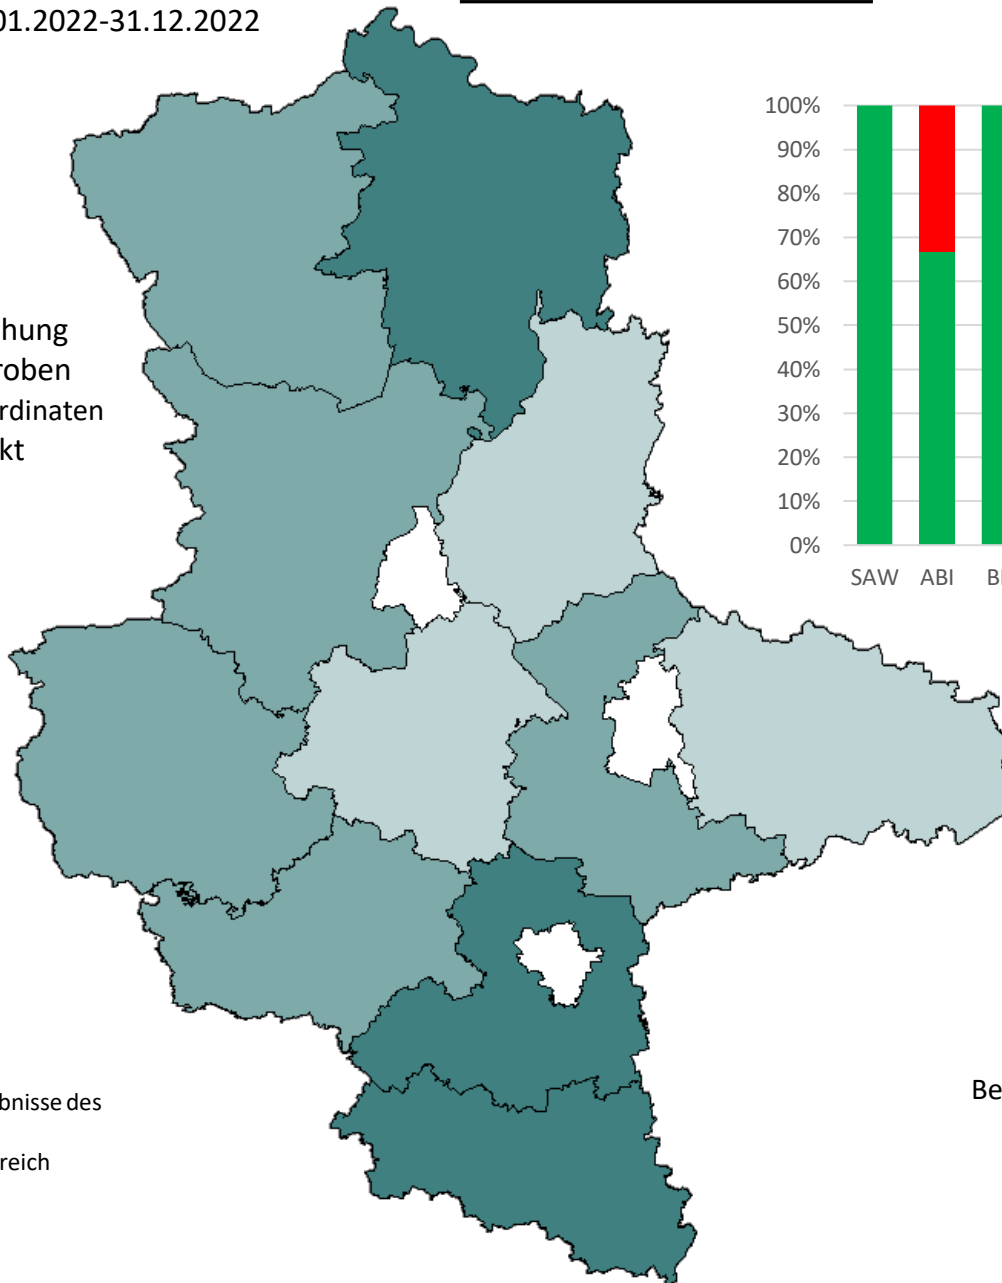 01.2022-31.12.2022
100%
90%
80%
70%
60%
50%
40%
30%
20%
10%
0%
SAW ABI
hung
roben
rdinaten
kt
bnisse des
reich
Be